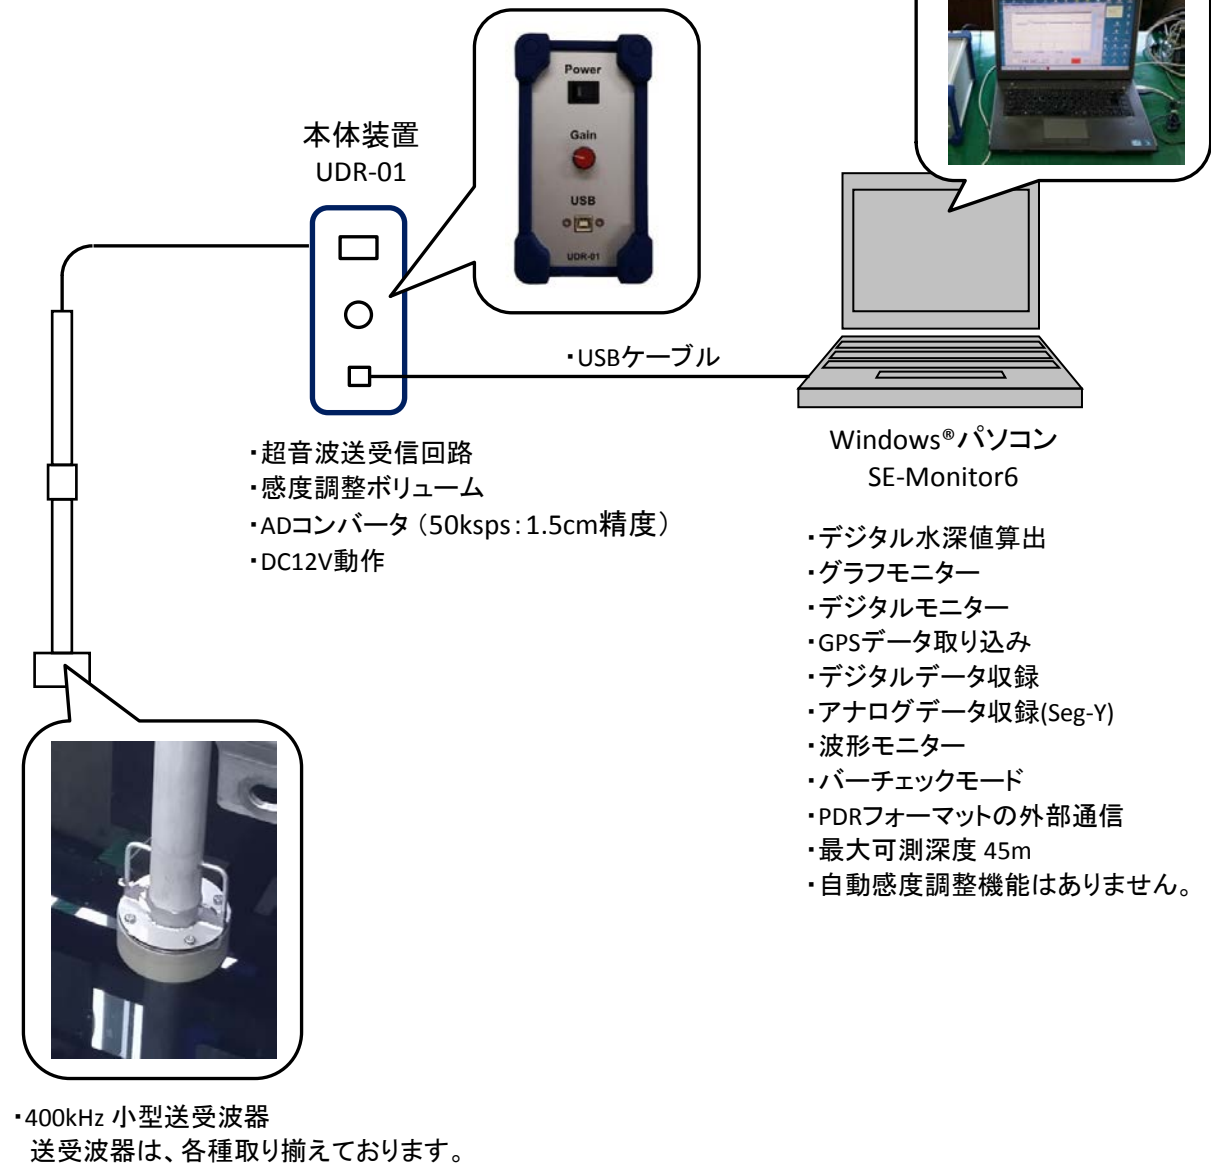 Power
Gain
USB
UDR-01
本体装置
UDR-01
・USBケーブル
・超音波送受信回路
・感度調整ボリューム
・ADコンバータ（50ksps：1.5cm精度）
・DC12V動作
Windows®パソコン
SE-Monitor6
・デジタル水深値算出
・グラフモニター
・デジタルモニター
・GPSデータ取り込み
・デジタルデータ収録
・アナログデータ収録(Seg-Y)
・波形モニター
・バーチェックモード
・PDRフォーマットの外部通信
・最大可測深度 45m
・自動感度調整機能はありません。
・400kHz 小型送受波器
送受波器は、各種取り揃えております。